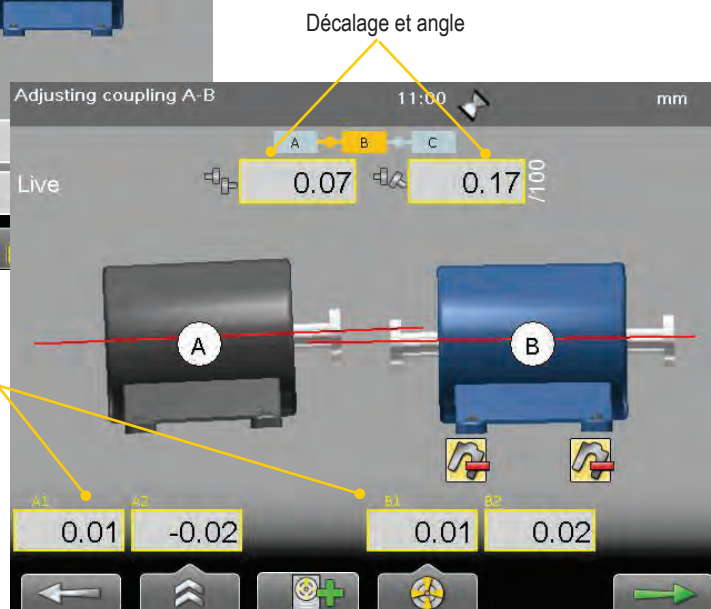 Décalage et angle
Adjusting coupling A-B 11:00 mm
A B C
Live 0.07 0.17 /100
A B
A1 A2 B1 B2
0.01 -0.02 0.01 0.02